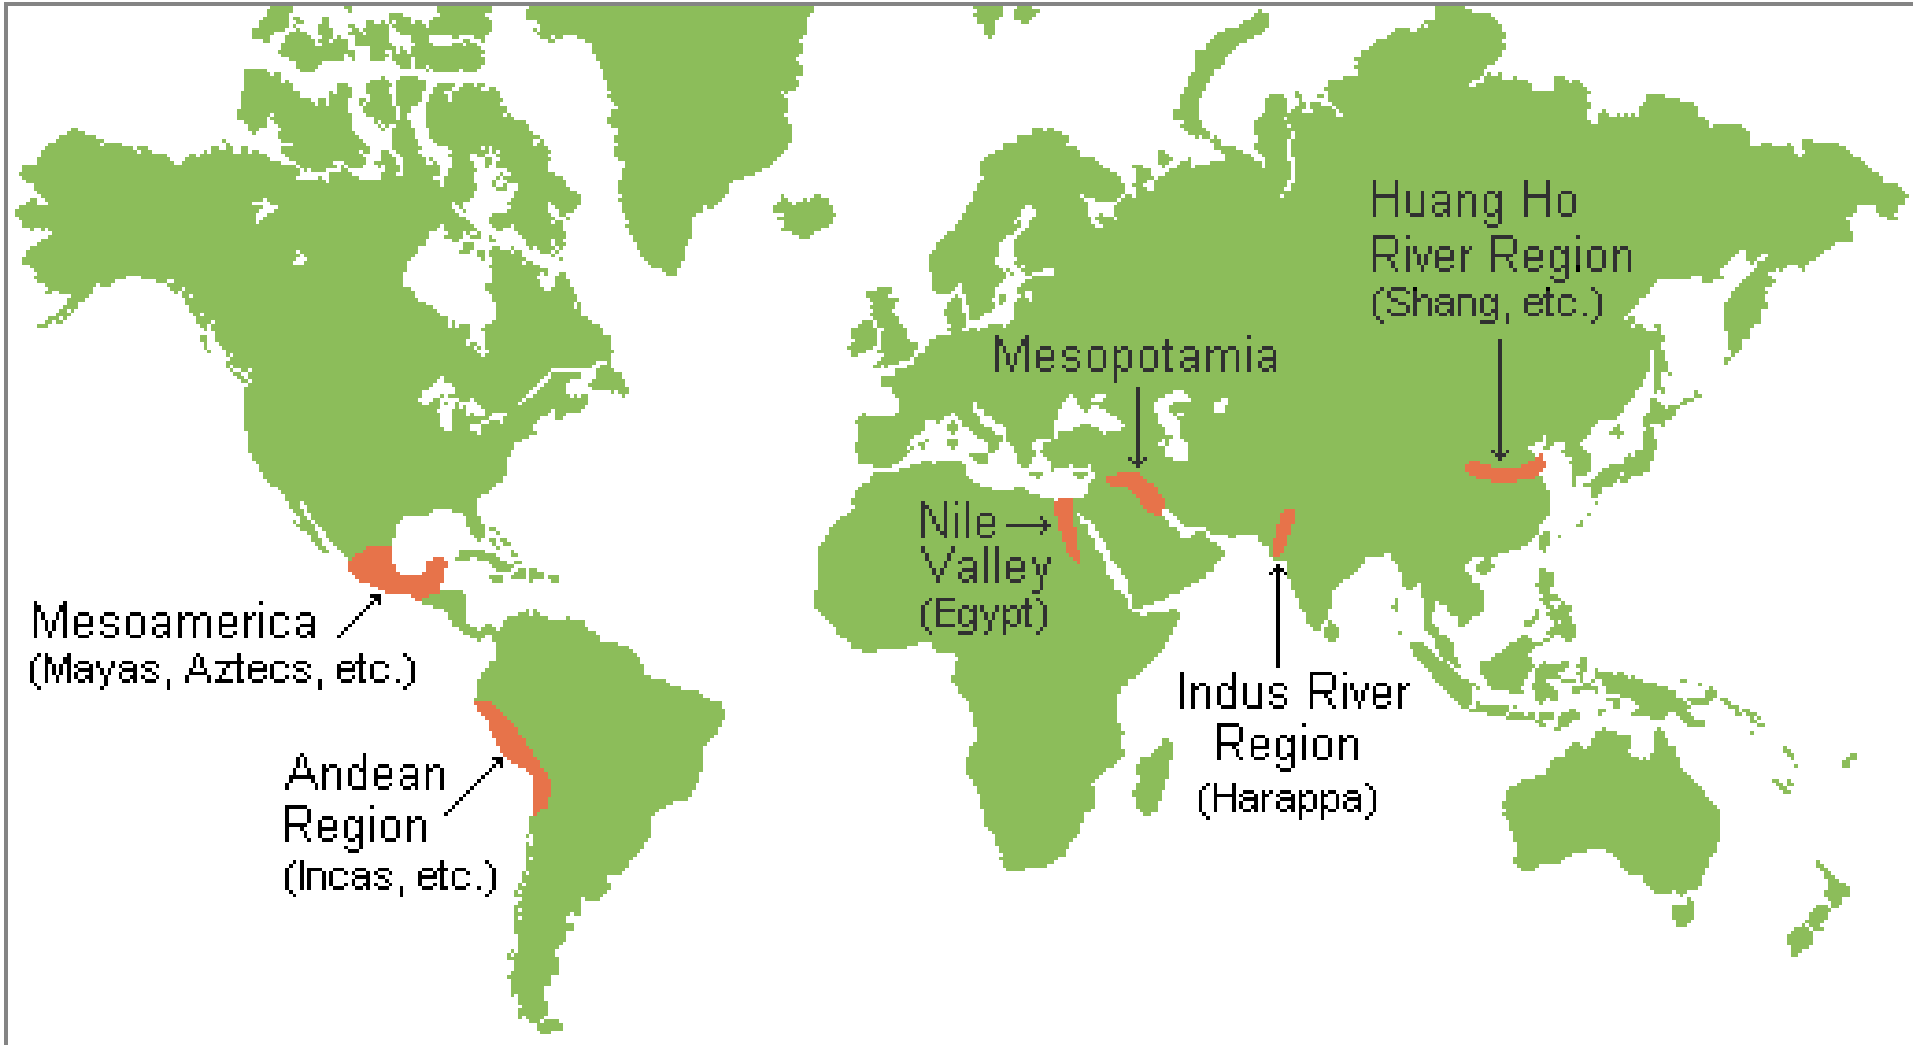 Huang Ho
River Region
(Shang, etc.)
Mesopotamia
Nile
Valley
(Egypt)
Mesoamerica
(Mayas, Aztecs, etc.)
Indus River
Region
(Harappa)
Andean
Region
(Incas, etc.)